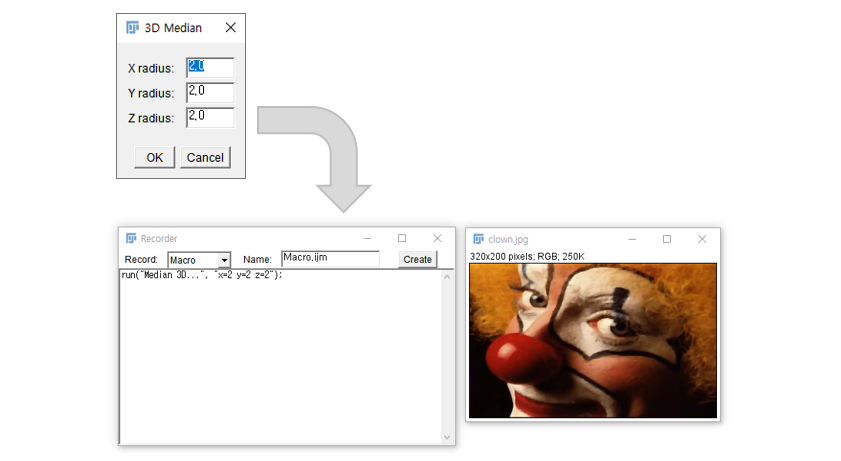 3D Median
X radius: 2.0
Y radius: 2.0
Z radius: 2.0
OK Cancel
Recorder
Record: Macro Name: Macro.ijm Create
run("Median 3D...", "x=2 y=2 z=2");
clown.jpg
320x200 pixels; RGB; 250K